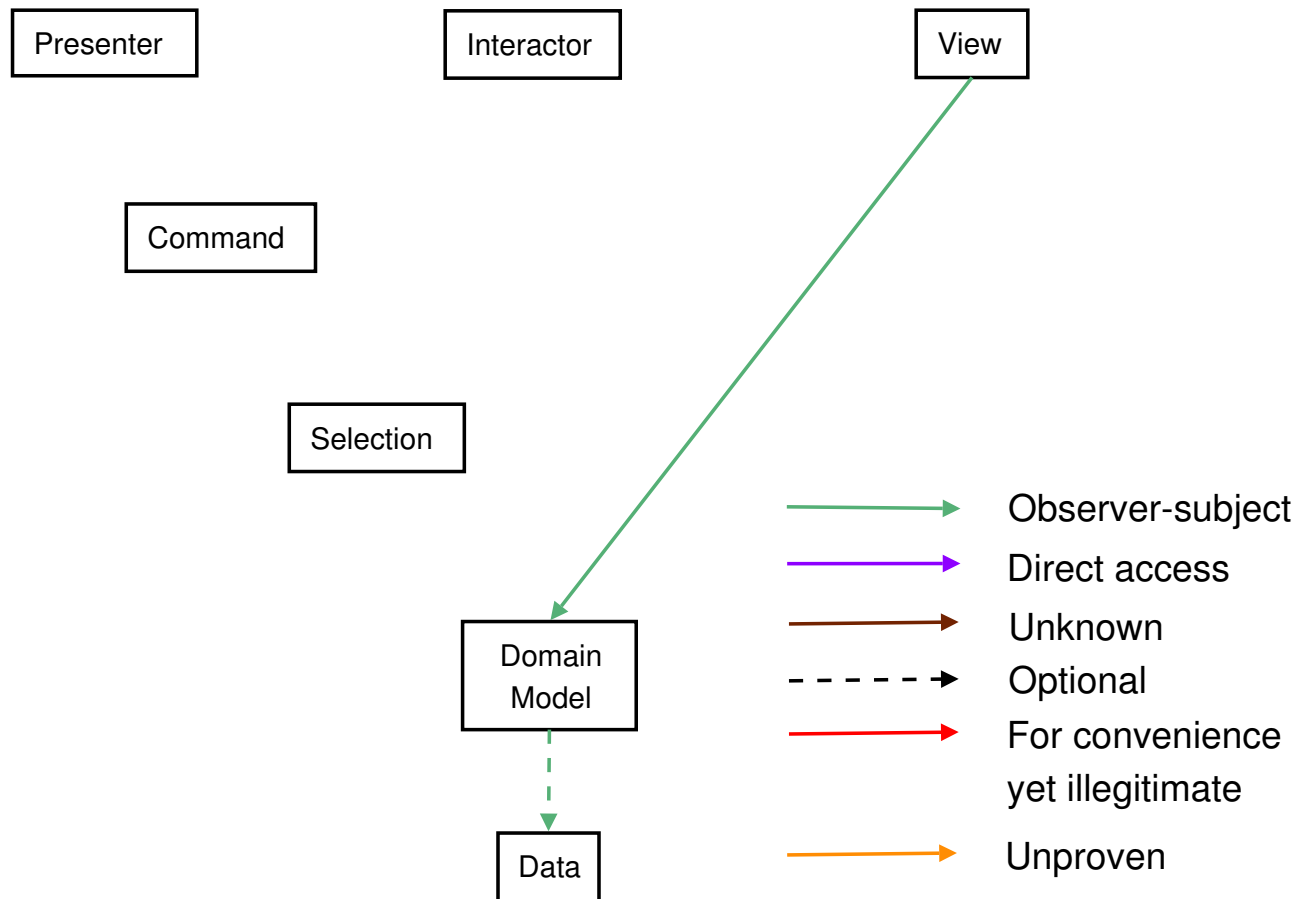 Presenter
Interactor
View
Command
Selection
Observer-subject
Direct access
Unknown
Domain
Model
Optional
For convenience
yet illegitimate
Data
Unproven